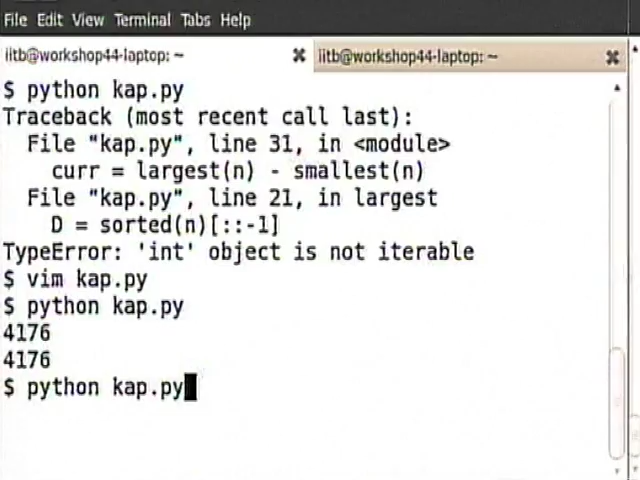 File Edit View Terminal Tabs Help
iitb@workshop44-laptop: ~ iitb@workshop44-laptop: ~
$ python kap.py
Traceback (most recent call last):
  File "kap.py", line 31, in <module>
    curr = largest(n) - smallest(n)
  File "kap.py", line 21, in largest
    D = sorted(n)[::-1]
TypeError: 'int' object is not iterable
$ vim kap.py
$ python kap.py
4176
4176
$ python kap.py